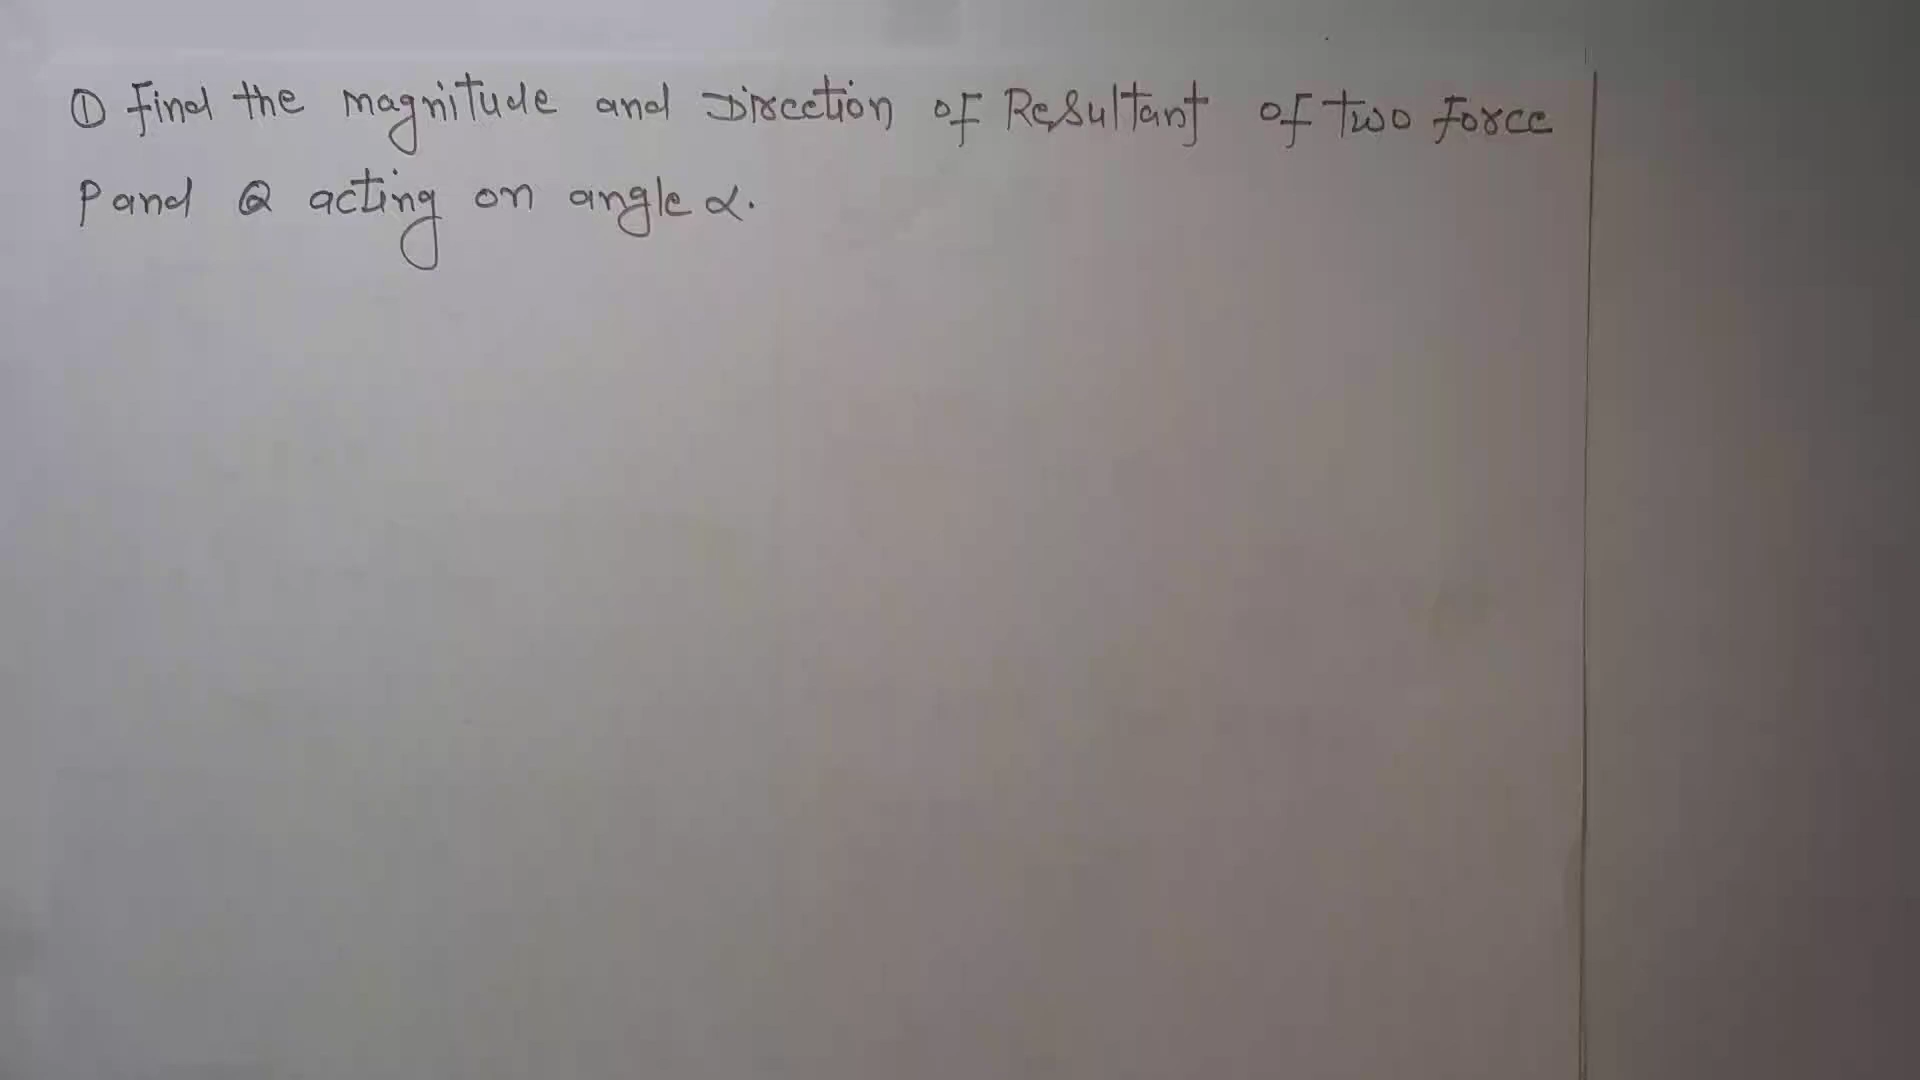 ① Find the magnitude and Direction of Resultant of two Force
P and Q acting on angle α.